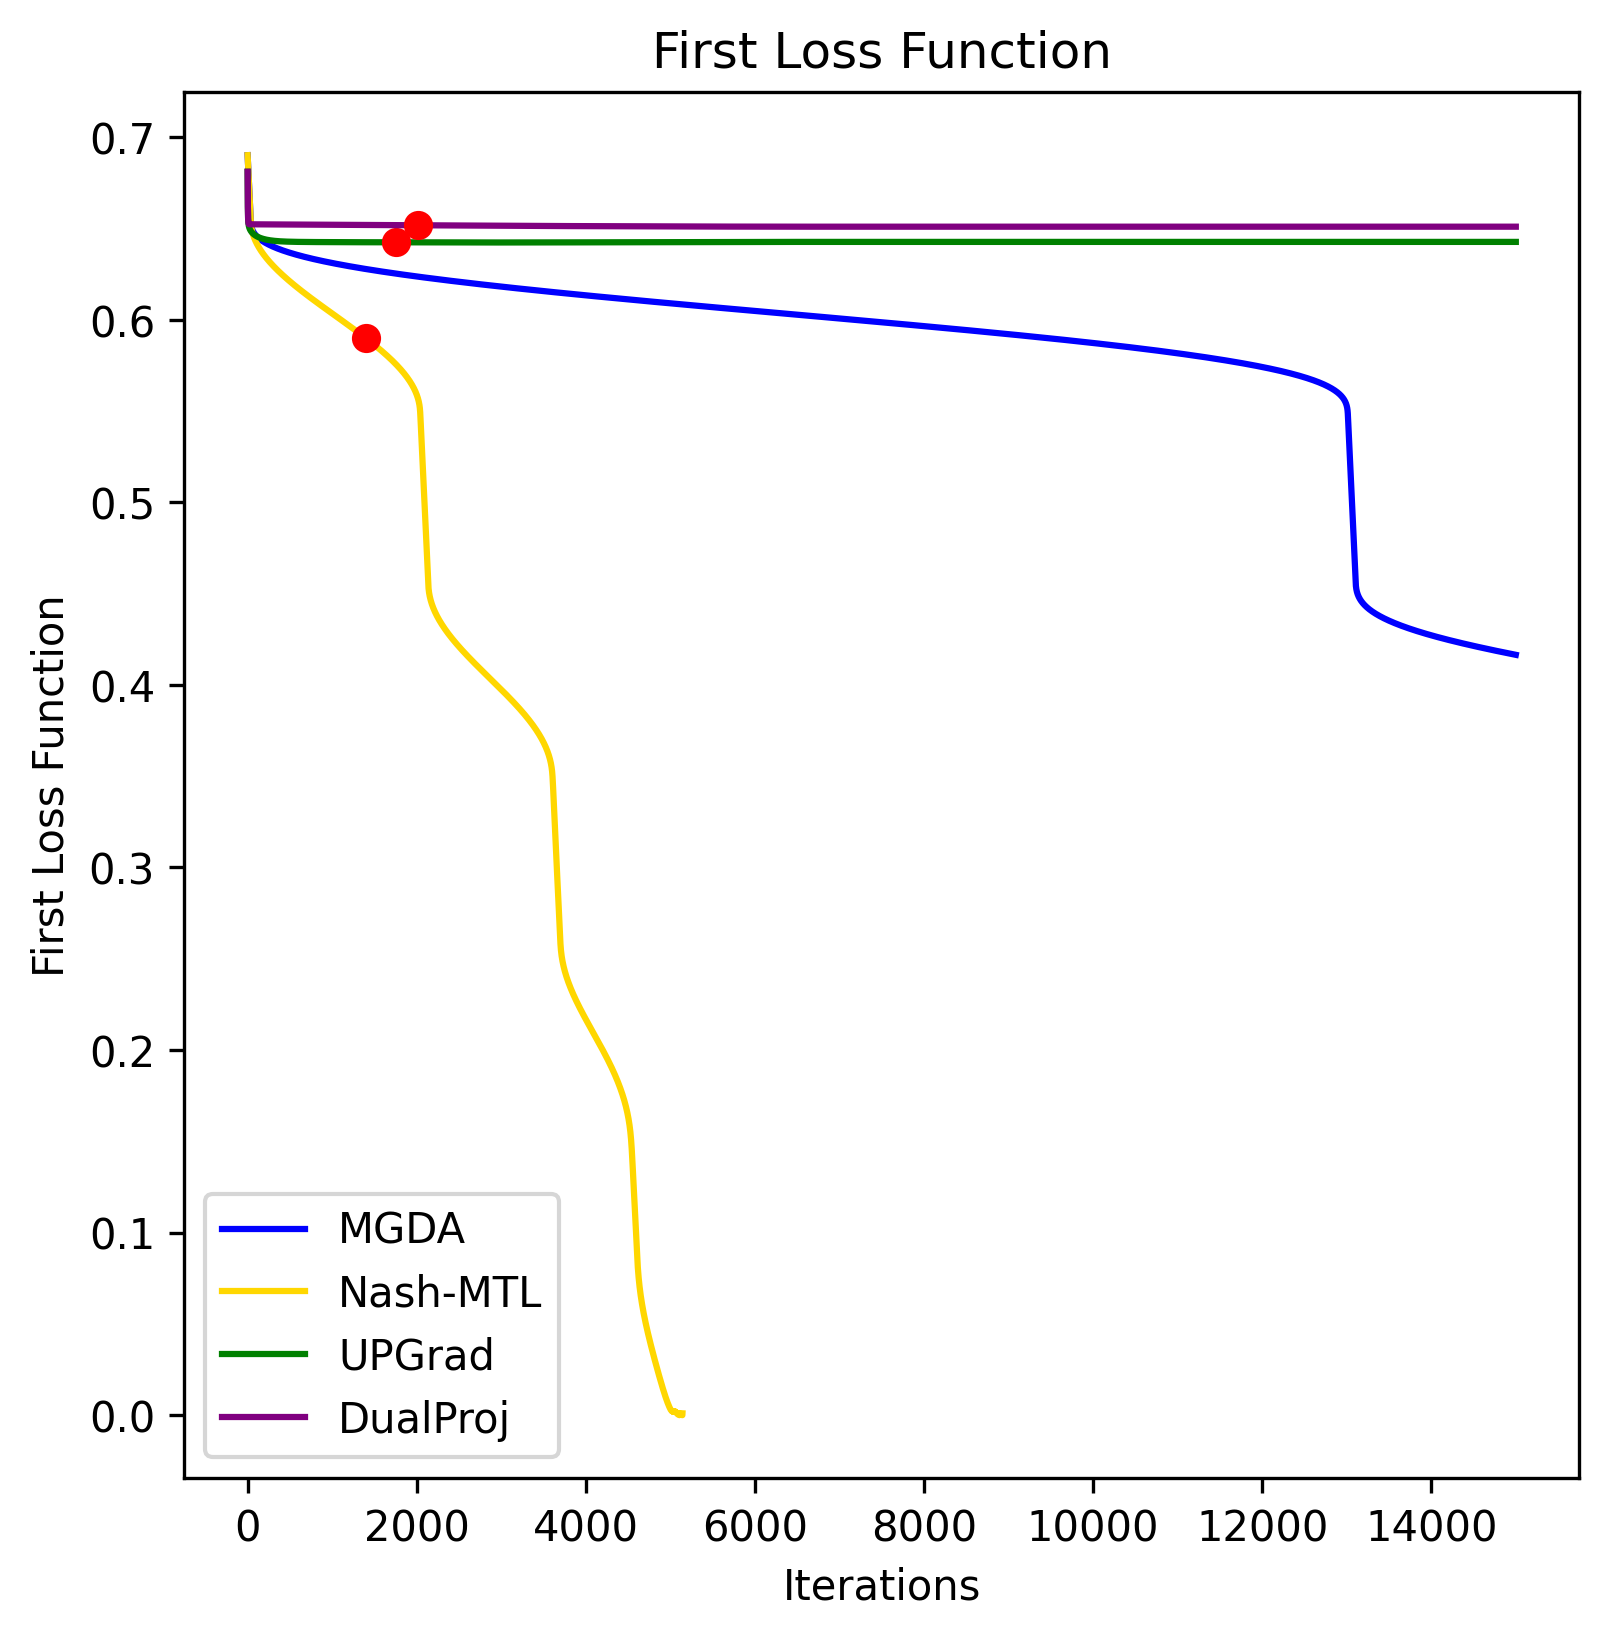 First Loss Function
First Loss Function
0.7
0.6
0.5
0.4
0.3
0.2
0.1
0.0
MGDA
Nash-MTL
UPGrad
DualProj
0 2000 4000 6000 8000 10000 12000 14000
Iterations